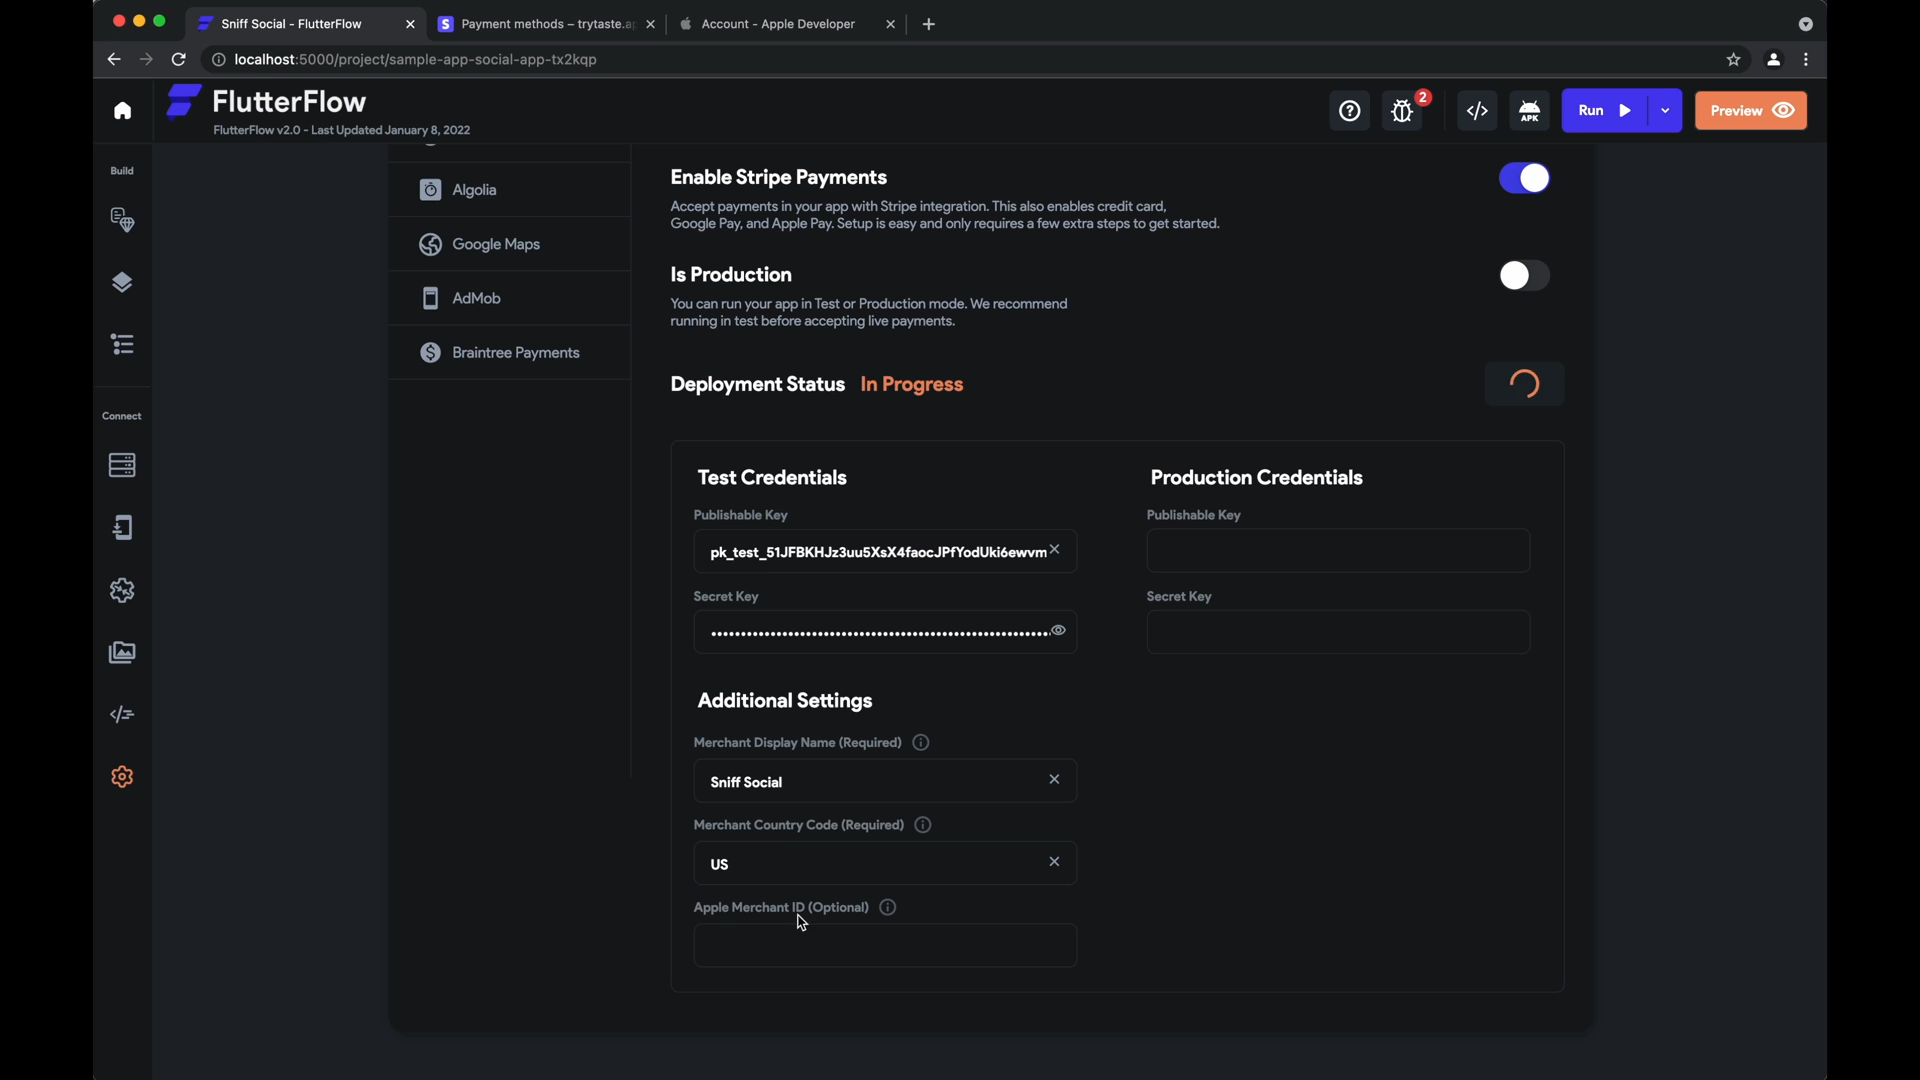 Sniff Social - FlutterFlow
Payment methods – trytaste.ap
Account - Apple Developer
localhost:5000/project/sample-app-social-app-tx2kqp
FlutterFlow
FlutterFlow v2.0 - Last Updated January 8, 2022
2
APK
Run
Preview
Build
Connect
Algolia
Google Maps
AdMob
Braintree Payments
Enable Stripe Payments
Accept payments in your app with Stripe integration. This also enables credit card,
Google Pay, and Apple Pay. Setup is easy and only requires a few extra steps to get started.
Is Production
You can run your app in Test or Production mode. We recommend
running in test before accepting live payments.
Deployment Status In Progress
Test Credentials
Publishable Key
pk_test_51JFBKHJz3uu5XsX4faocJPfYodUki6ewvm
Secret Key
Production Credentials
Publishable Key
Secret Key
Additional Settings
Merchant Display Name (Required)
Sniff Social
Merchant Country Code (Required)
US
Apple Merchant ID (Optional)